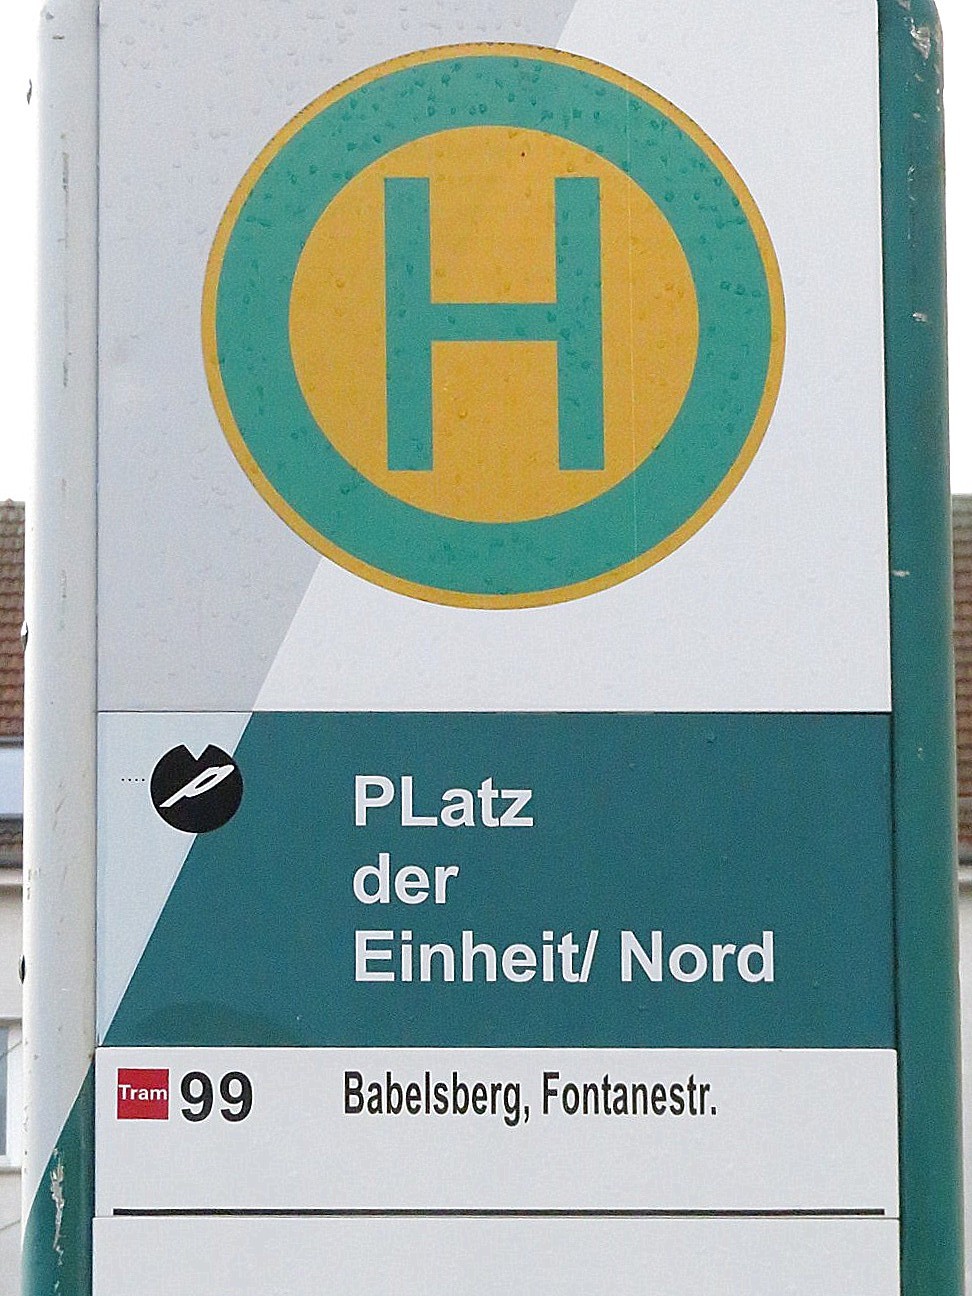 H
PLatz
der
Einheit/ Nord
Tram 99 Babelsberg, Fontanestr.